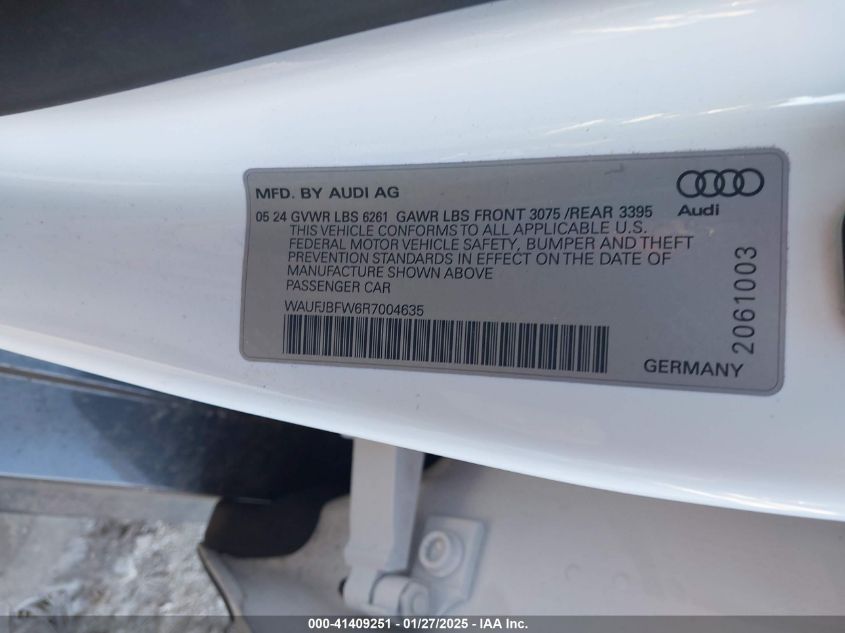 MFD. BY AUDI AG
Audi
05 24 GVWR LBS 6261 GAWR LBS FRONT 3075 /REAR 3395
THIS VEHICLE CONFORMS TO ALL APPLICABLE U.S.
FEDERAL MOTOR VEHICLE SAFETY, BUMPER AND THEFT
PREVENTION STANDARDS IN EFFECT ON THE DATE OF
MANUFACTURE SHOWN ABOVE
PASSENGER CAR
WAUFJBFW6R7004635
GERMANY
2061003
000-41409251 - 01/27/2025 - IAA Inc.